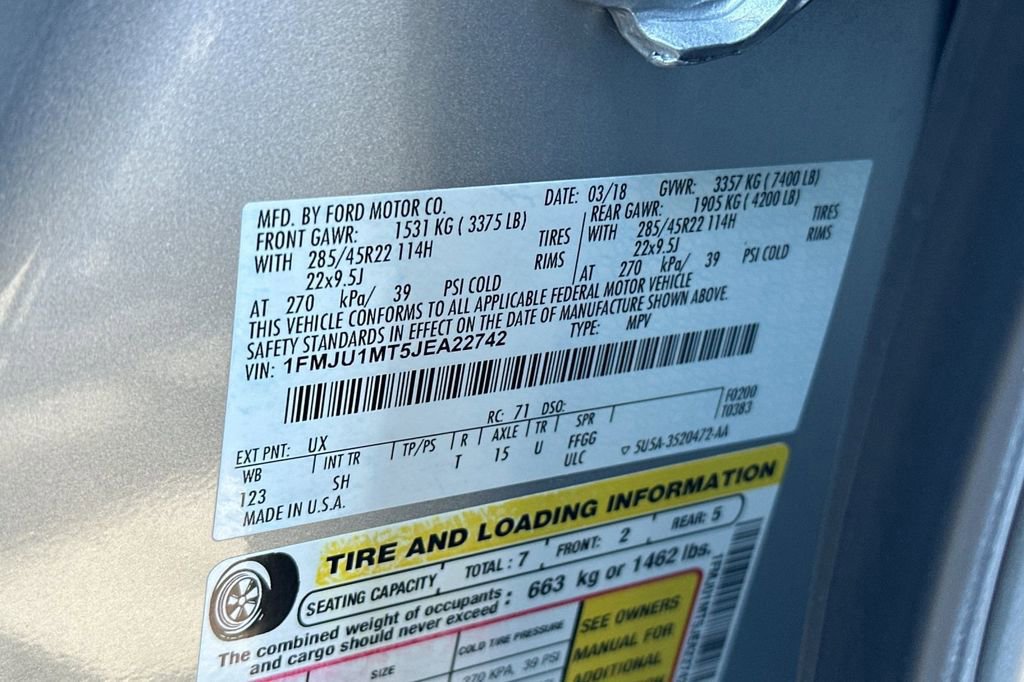 MFD. BY FORD MOTOR CO. DATE: 03/18 GVWR: 3357 KG ( 7400 LB)
FRONT GAWR: 1531 KG ( 3375 LB) REAR GAWR: 1905 KG ( 4200 LB)
WITH 285/45R22 114H TIRES WITH 285/45R22 114H TIRES
22x9.5J RIMS 22x9.5J RIMS
AT 270 kPa/ 39 PSI COLD AT 270 kPa/ 39 PSI COLD
THIS VEHICLE CONFORMS TO ALL APPLICABLE FEDERAL MOTOR VEHICLE
SAFETY STANDARDS IN EFFECT ON THE DATE OF MANUFACTURE SHOWN ABOVE.
VIN: 1FMJU1MT5JEA22742 TYPE: MPV
F0200
T0383
EXT PNT: UX RC: 71 DSO:
WB INT TR TP/PS R AXLE TR SPR
123 SH T 15 U FFGG
ULC
5U5A-3520472-AA
MADE IN U.S.A.
TIRE AND LOADING INFORMATION
SEATING CAPACITY TOTAL : 7 FRONT: 2 REAR: 5
The combined weight of occupants
and cargo should never exceed : 663 kg or 1462 lbs.
SIZE COLD TIRE PRESSURE SEE OWNERS
270 KPA, 39 PSI MANUAL FOR
ADDITIONAL